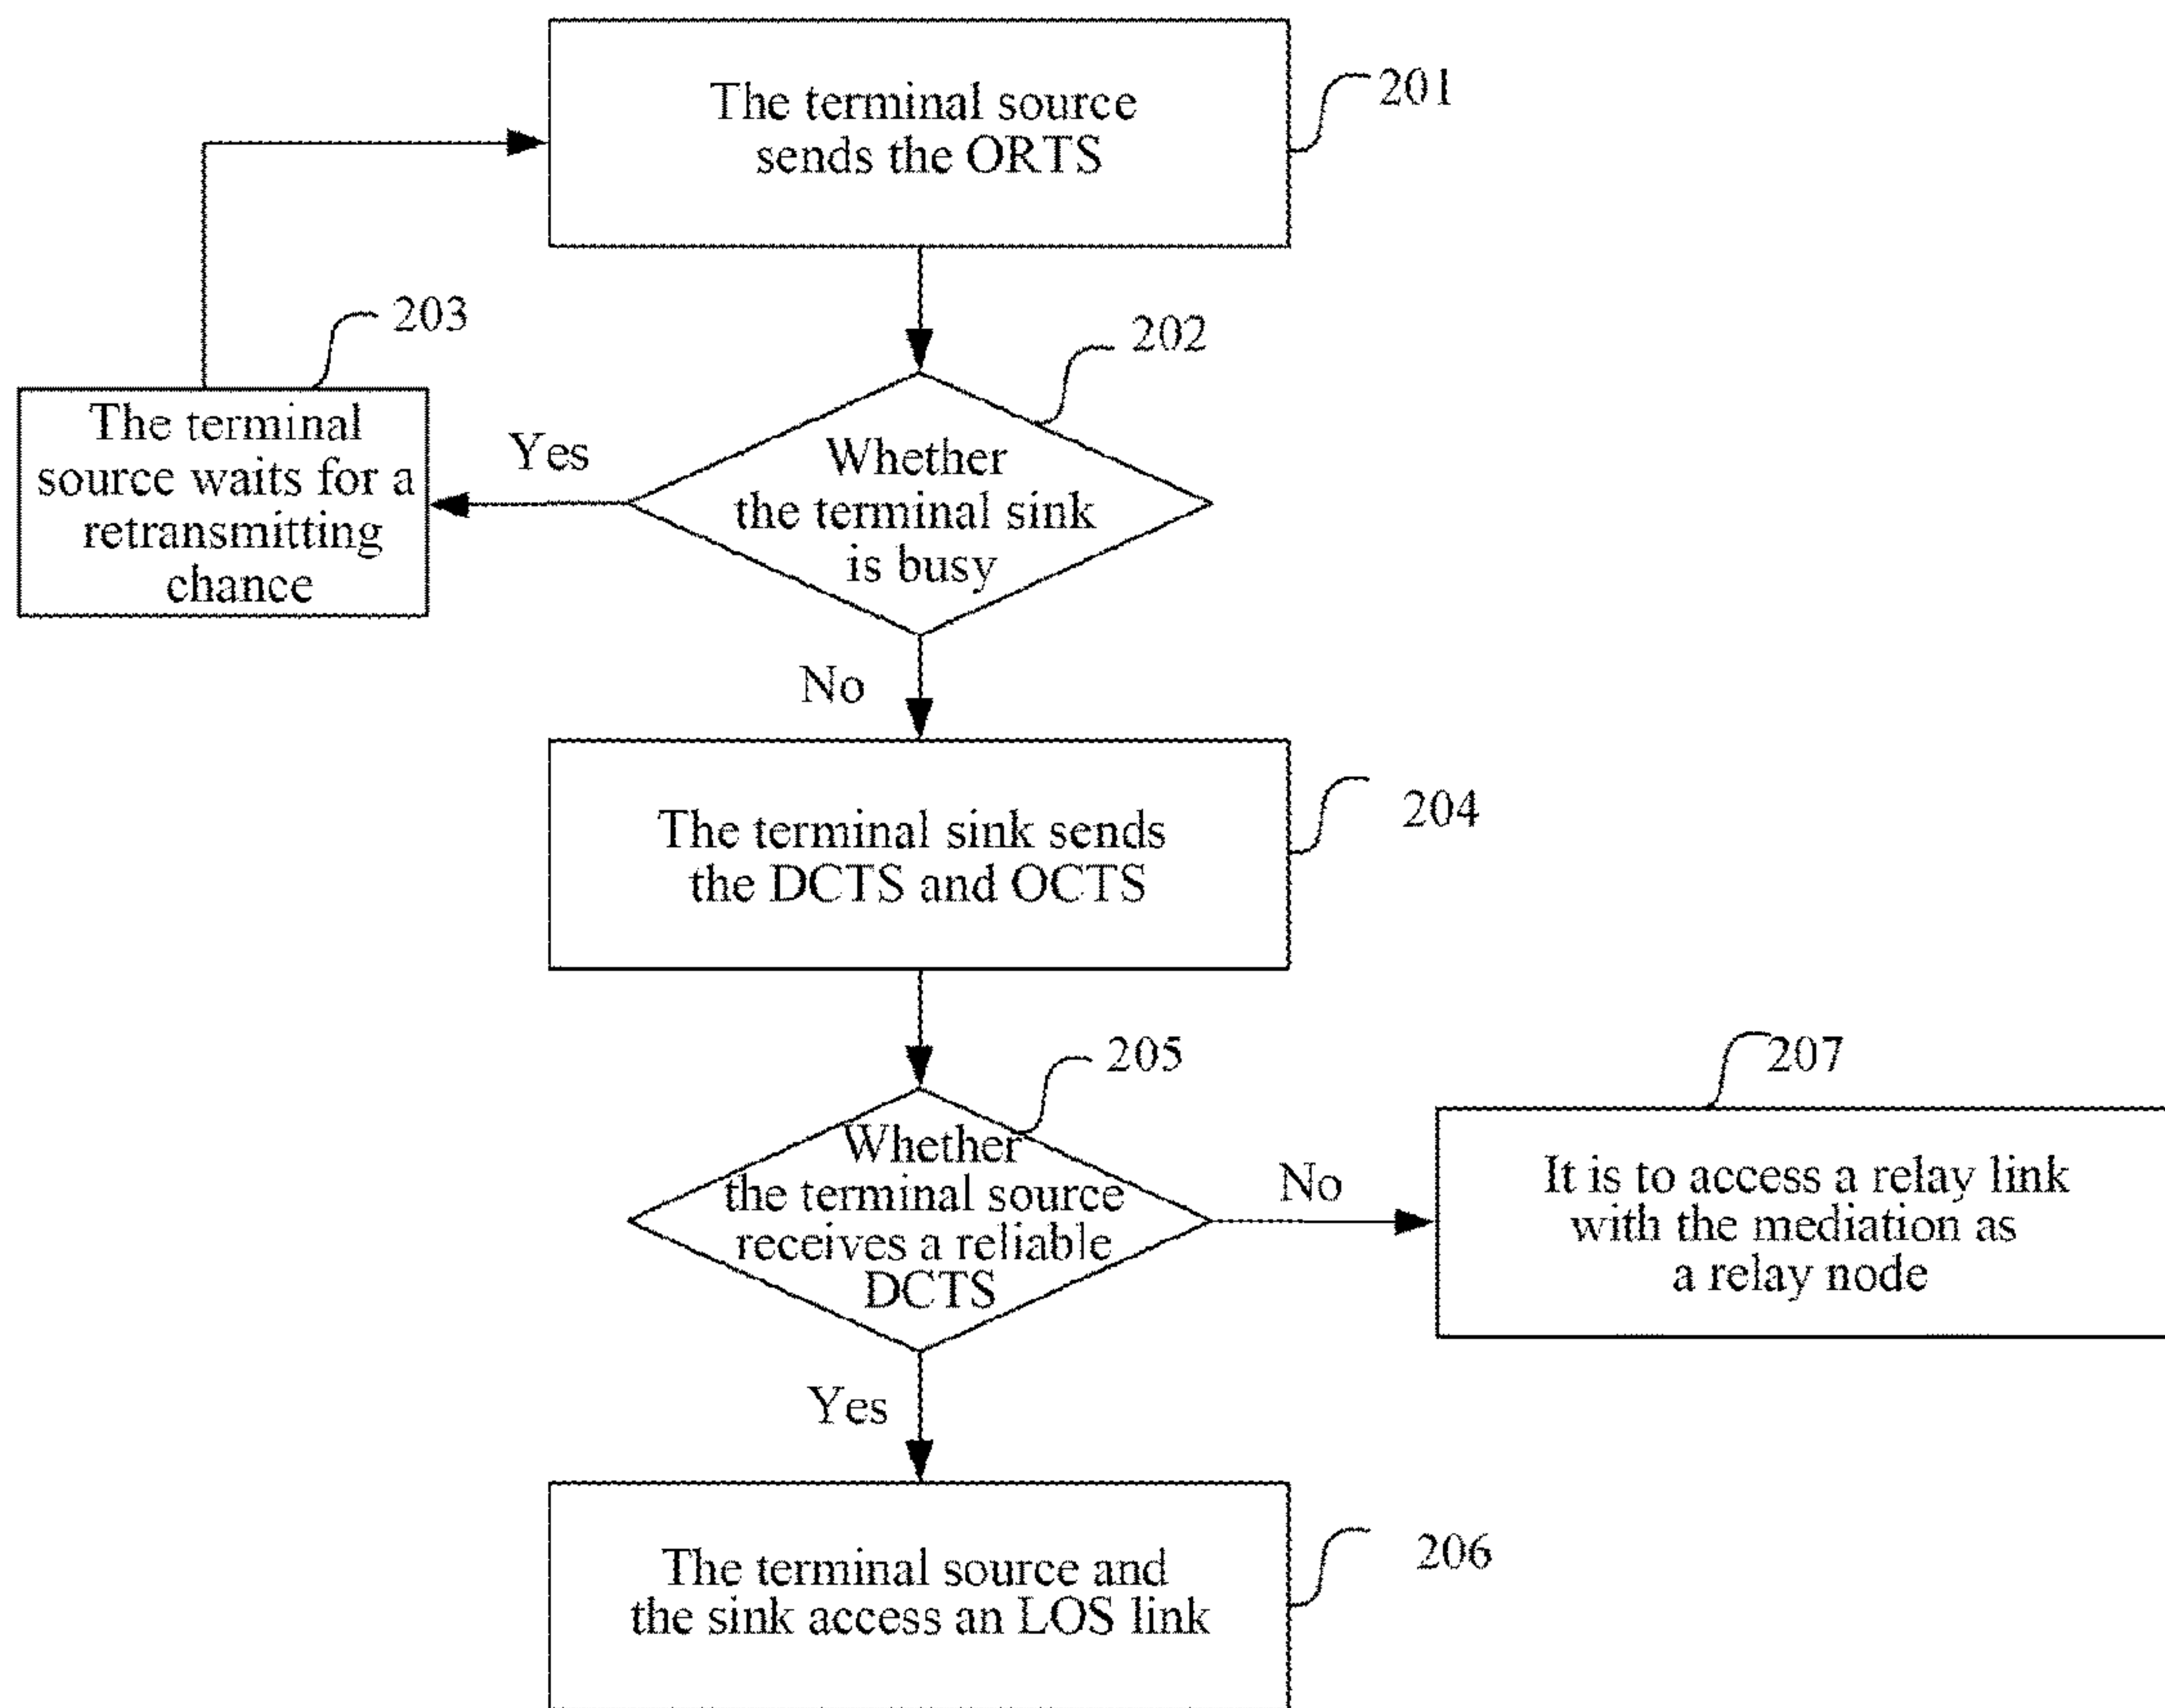 The terminal source
sends the ORTS
201
203
202
The terminal
source waits for a
retransmitting
chance
Yes
Whether
the terminal sink
is busy
No
The terminal sink sends
the DCTS and OCTS
204
205
207
Whether
the terminal source
receives a reliable
DCTS
No
It is to access a relay link
with the mediation as
a relay node
Yes
The terminal source and
the sink access an LOS link
206